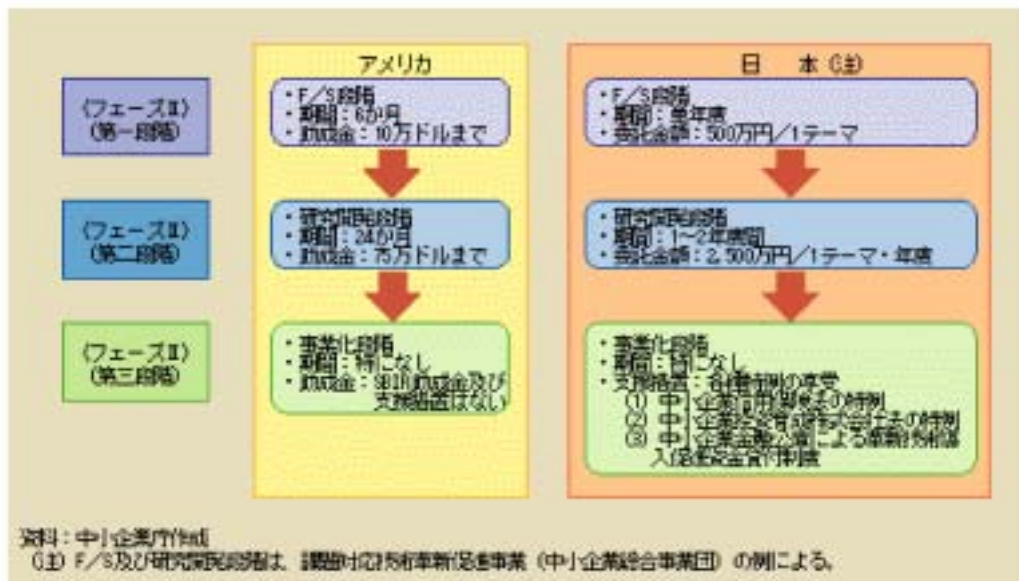 アメリカ
日 本 (注)
(フェーズII)
(第一段階)
・F/S段階
・期間:6か月
・助成金:10万ドルまで
・F/S段階
・期間:単年度
・委託金額:500万円/1テーマ
(フェーズII)
(第二段階)
・研究開発段階
・期間:24か月
・助成金:75万ドルまで
・研究開発段階
・期間:1~2年度間
・委託金額:2,500万円/1テーマ・年度
(フェーズII)
(第三段階)
・事業化段階
・期間:特になし
・助成金:SBIR助成金及び
支援措置はない
・事業化段階
・期間:特になし
・支援措置:各種特例の享受
(1) 中小企業信用保険法の特例
(2) 中小企業投資育成株式会社法の特例
(3) 中小企業金融公庫による革新技術導
入促進資金貸付制度
資料:中小企業庁作成
(注) F/S及び研究開発段階は、課題対応技術革新促進事業(中小企業総合事業団)の例による。